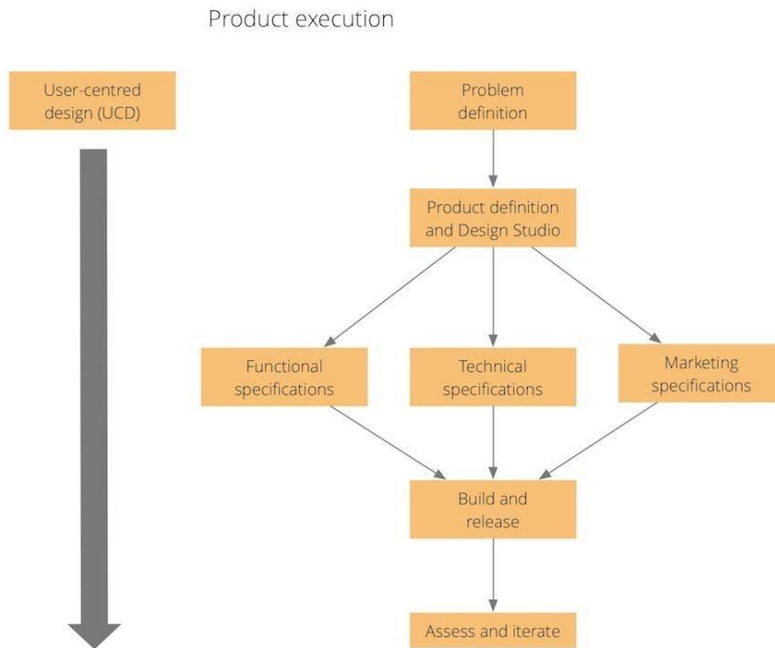 Product execution
User-centred
design (UCD)
Problem
definition
Product definition
and Design Studio
Functional
specifications
Technical
specifications
Marketing
specifications
Build and
release
Assess and iterate